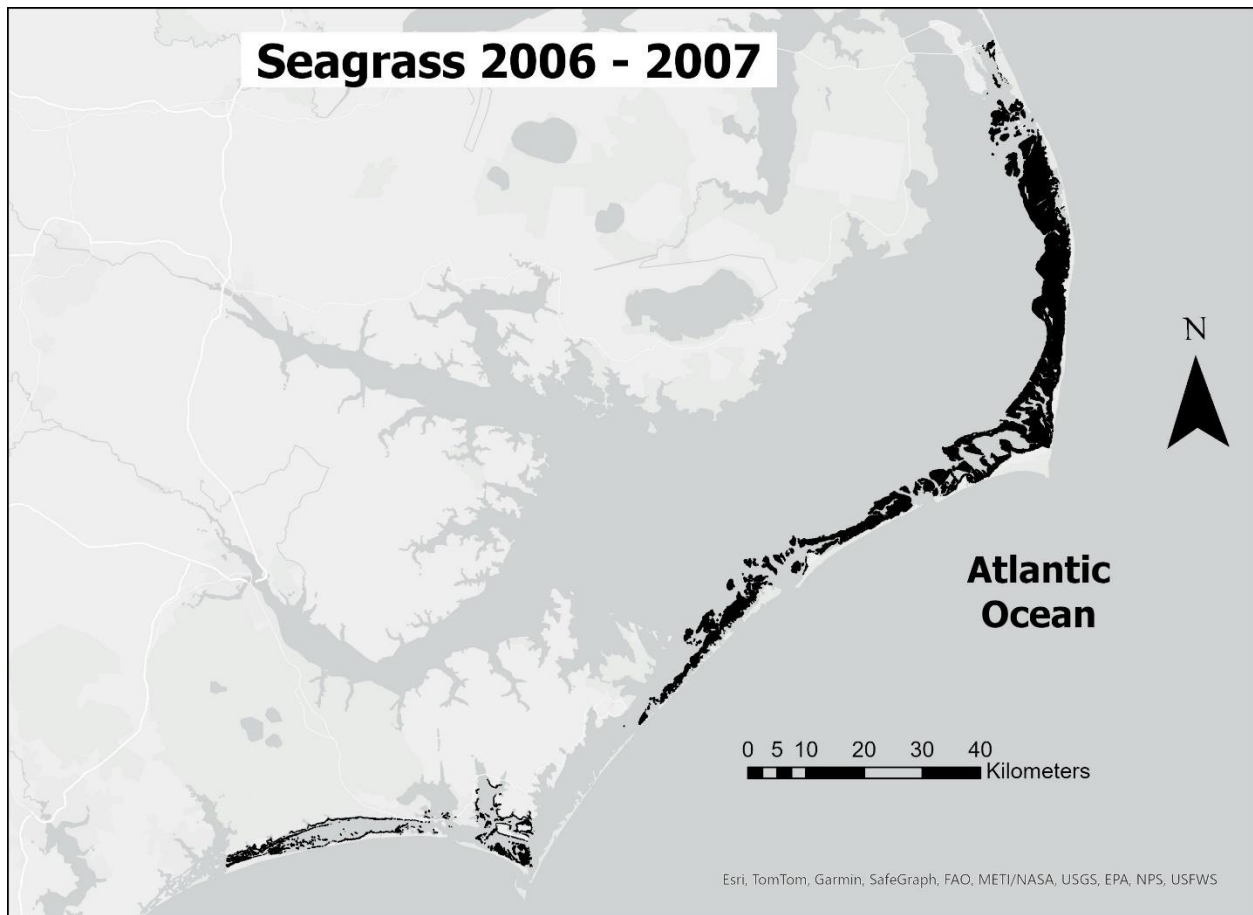 Seagrass 2006 - 2007
N
Atlantic
Ocean
0 5 10 20 30 40
Kilometers
Esri, TomTom, Garmin, SafeGraph, FAO, METI/NASA, USGS, EPA, NPS, USFWS